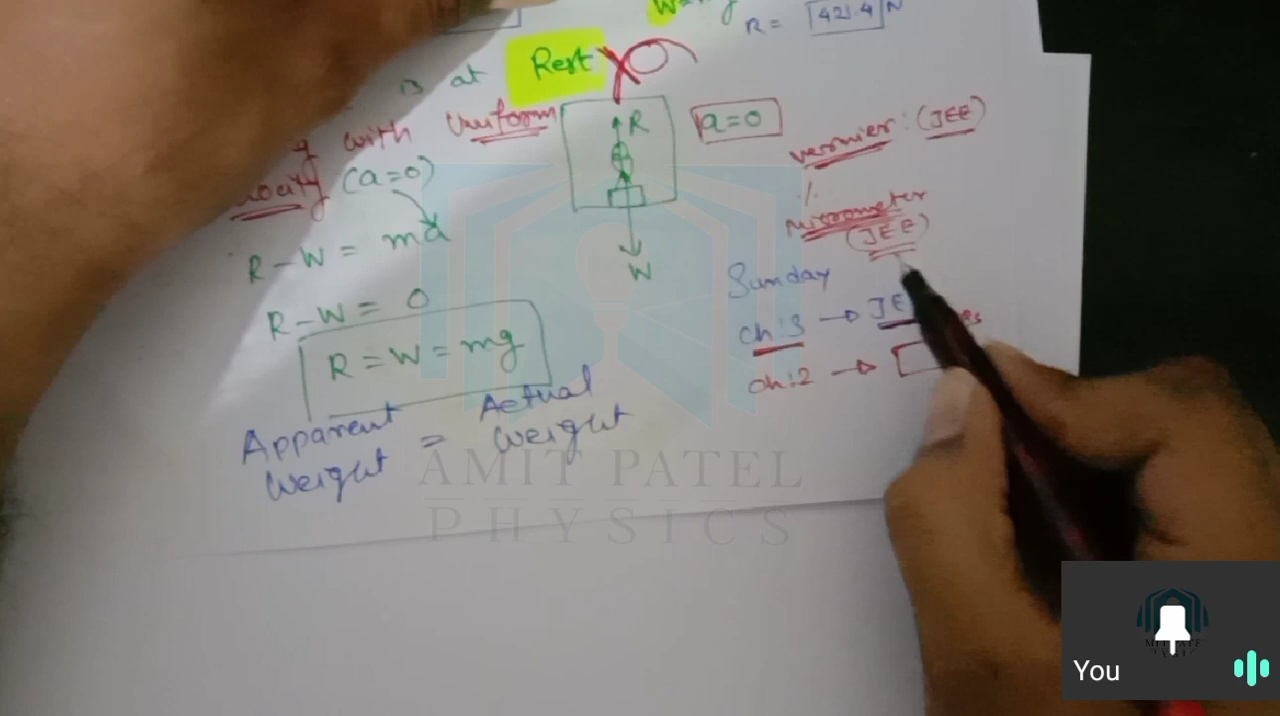 R = 421.4 N
is at Rest
with Uniform
(a=0)
R
a=0
W
R-W = ma
R-W = 0
R = W = mg
Apparent Weight = Actual Weight
vernier: (JEE)
micrometer
(JEE)
Sunday
ch:3 →
ch:2 →
AMIT PATEL
PHYSICS
You